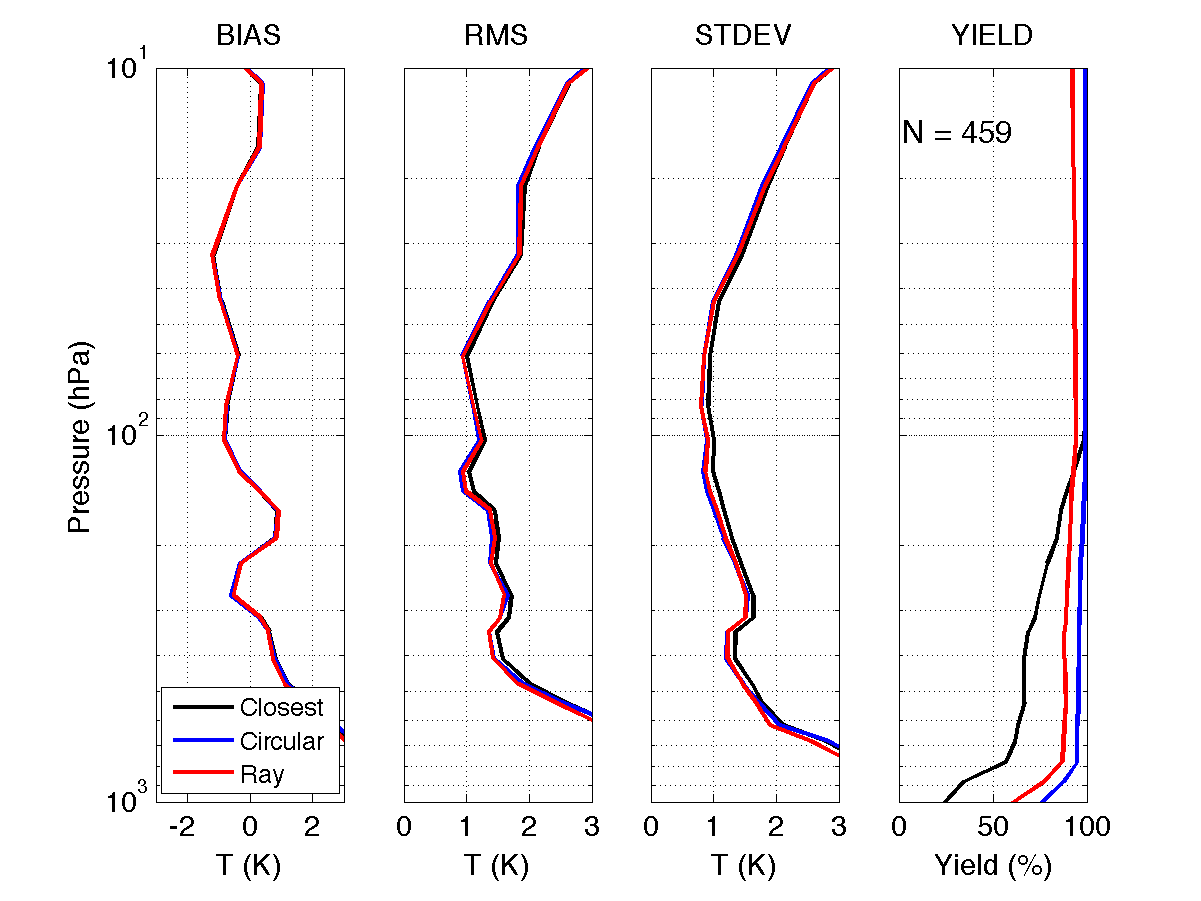 BIAS
RMS
STDEV
YIELD
10^1
10^2
10^3
Pressure (hPa)
N = 459
Closest
Circular
Ray
-2 0 2
0 1 2 3
0 1 2 3
0 50 100
T (K)
T (K)
T (K)
Yield (%)